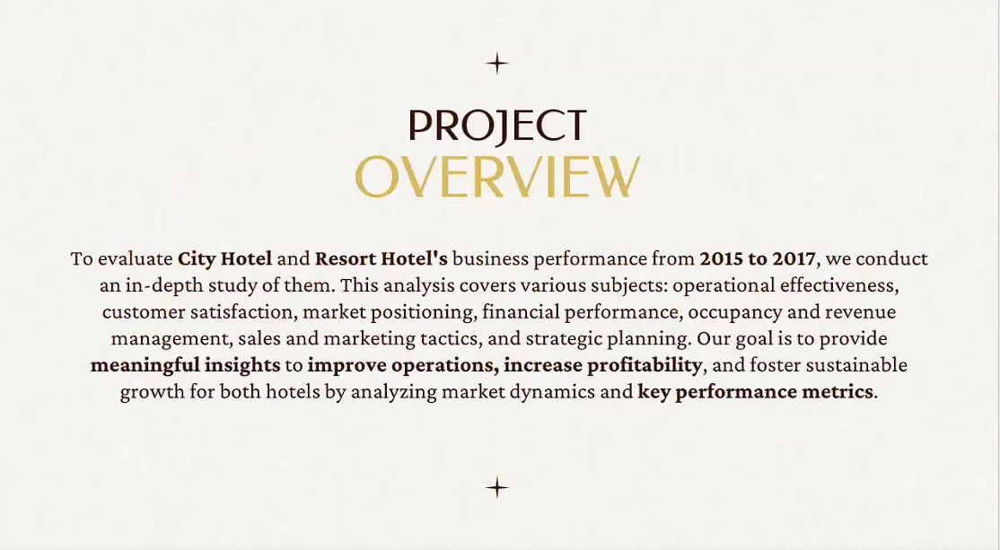 PROJECT
OVERVIEW
To evaluate City Hotel and Resort Hotel's business performance from 2015 to 2017, we conduct
an in-depth study of them. This analysis covers various subjects: operational effectiveness,
customer satisfaction, market positioning, financial performance, occupancy and revenue
management, sales and marketing tactics, and strategic planning. Our goal is to provide
meaningful insights to improve operations, increase profitability, and foster sustainable
growth for both hotels by analyzing market dynamics and key performance metrics.